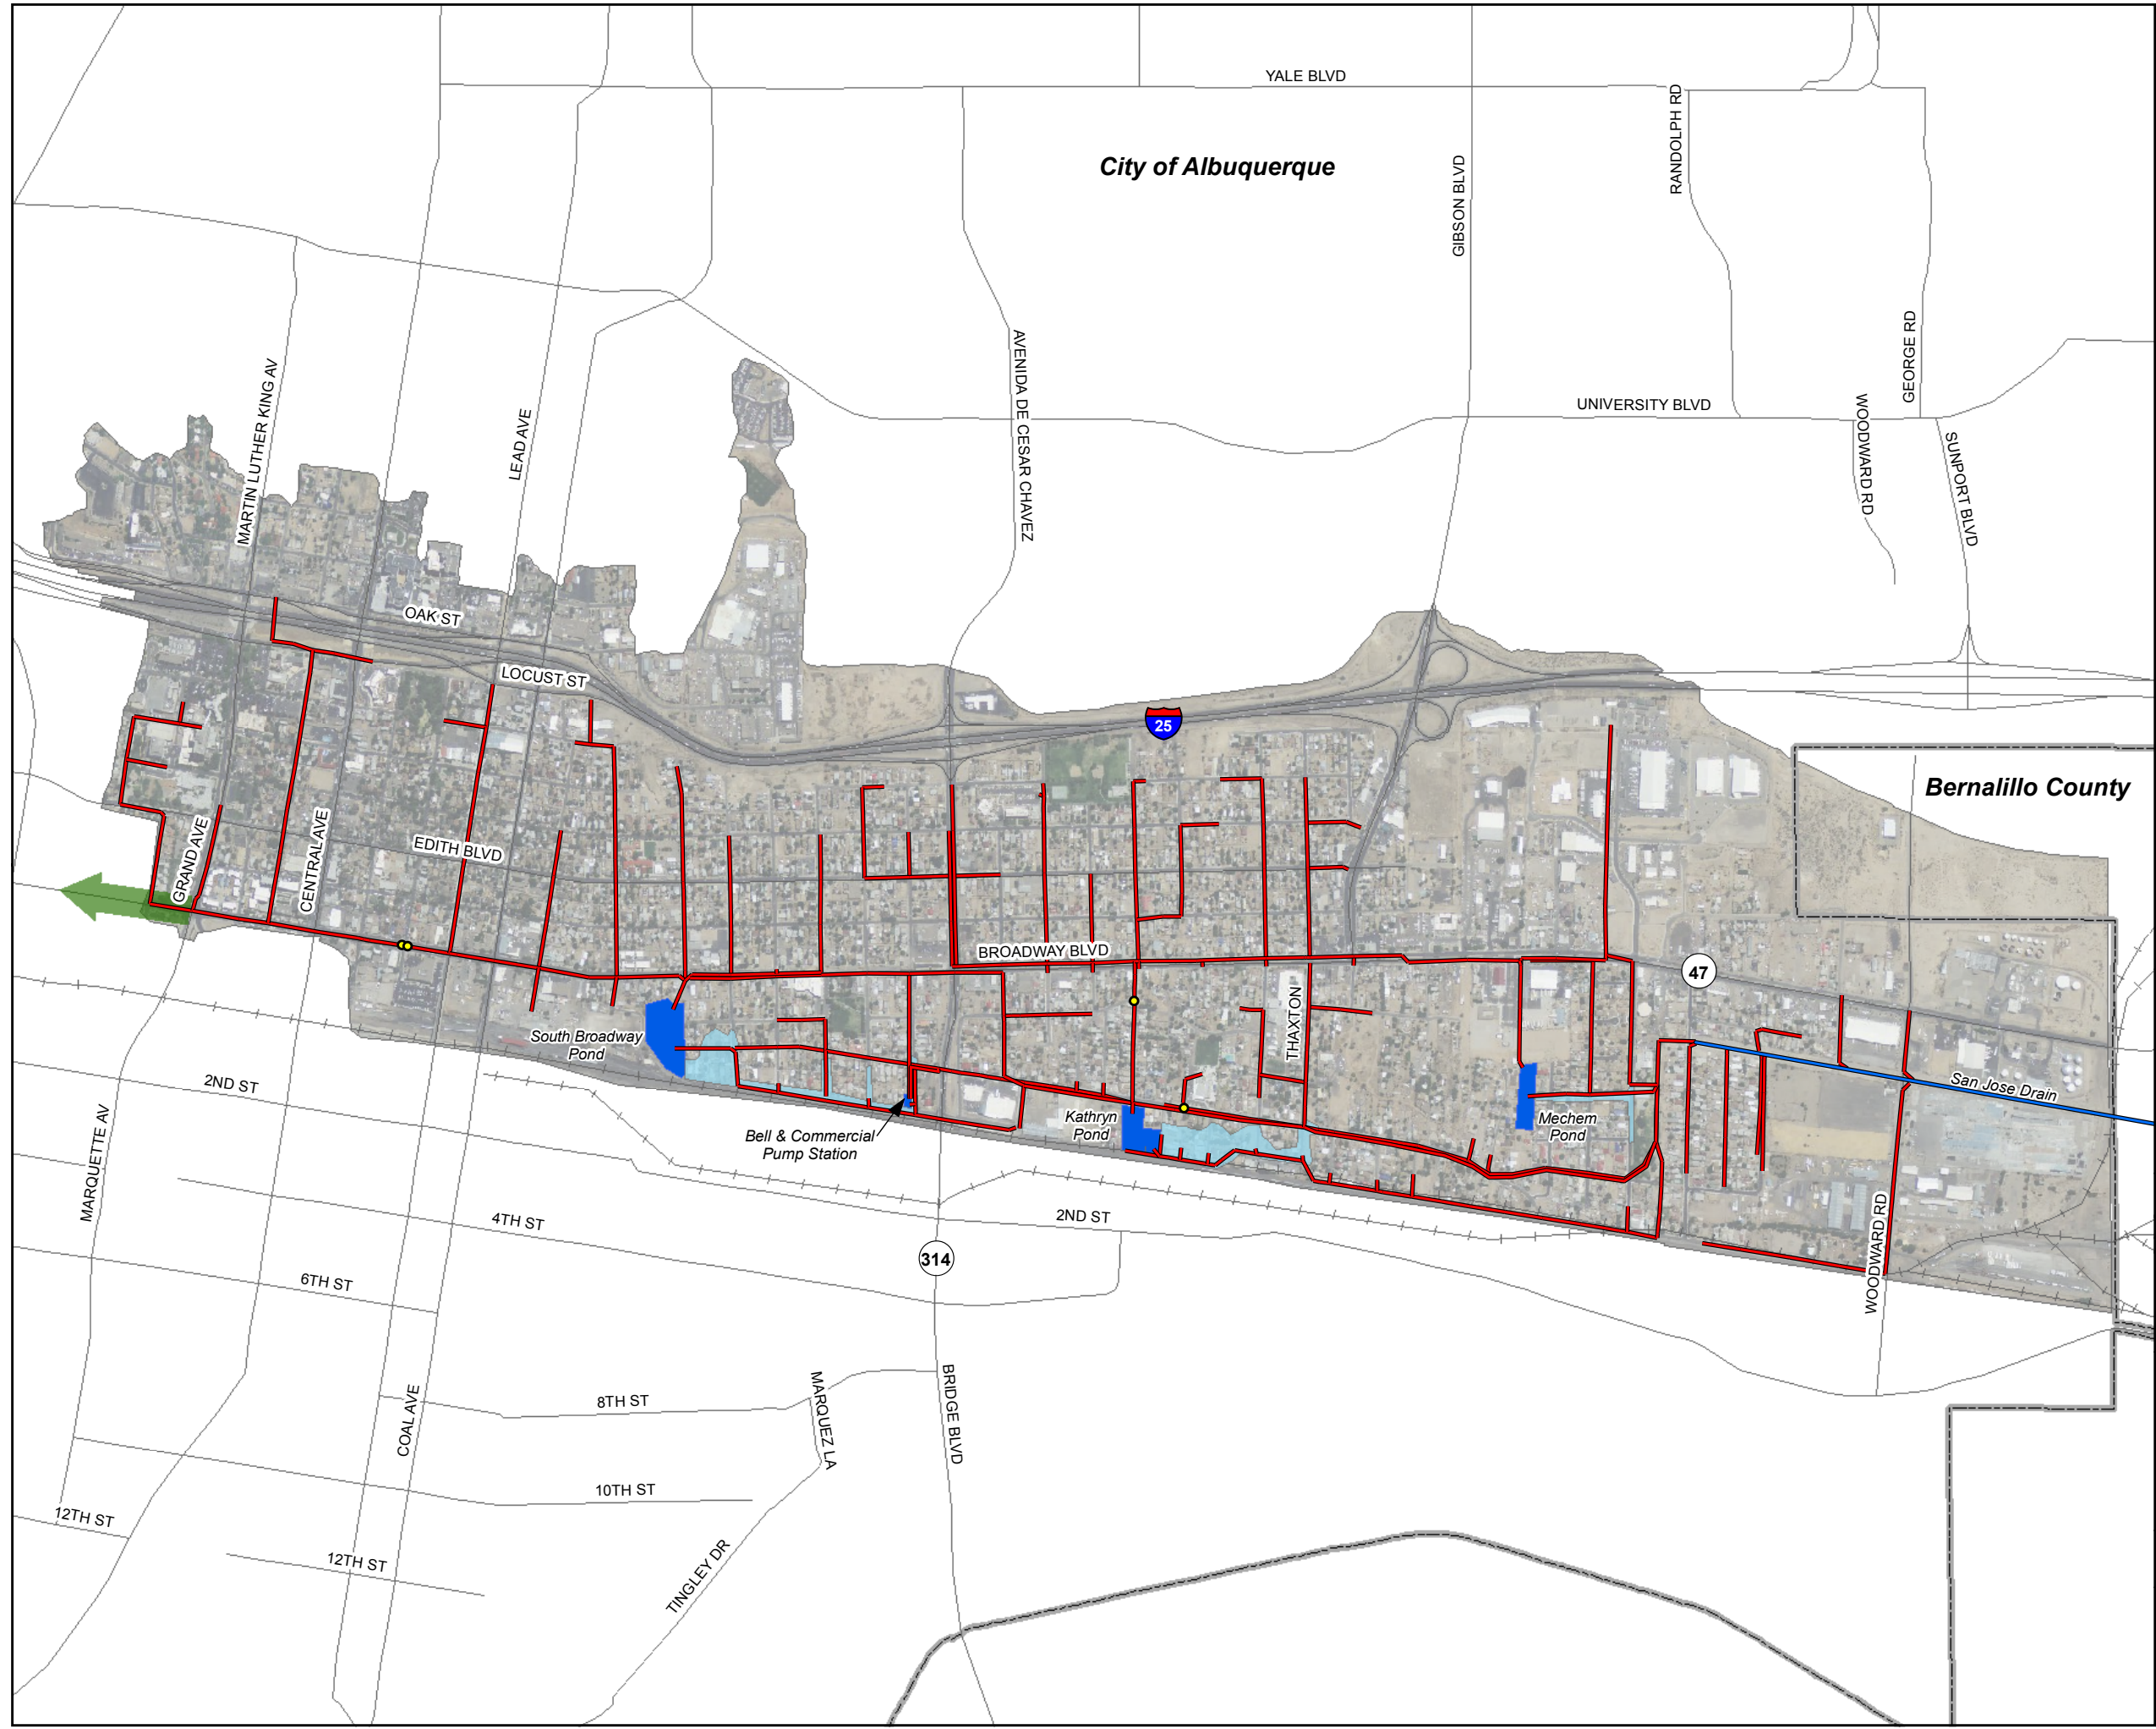 YALE BLVD
RANDOLPH RD
City of Albuquerque
GIBSON BLVD
AVENIDA DE CESAR CHAVEZ
GEORGE RD
MARTIN LUTHER KING AV
LEAD AVE
UNIVERSITY BLVD
WOODWARD RD
SUNPORT BLVD
OAK ST
LOCUST ST
25
Bernalillo County
GRAND AVE
CENTRAL AVE
EDITH BLVD
BROADWAY BLVD
47
South Broadway
Pond
THAXTON
2ND ST
San Jose Drain
Kathryn
Pond
Mechem
Pond
Bell & Commercial
Pump Station
MARQUETTE AV
4TH ST
2ND ST
314
WOODWARD RD
6TH ST
8TH ST
MARQUEZ LA
BRIDGE BLVD
COAL AVE
10TH ST
12TH ST
12TH ST
TINGLEY DR